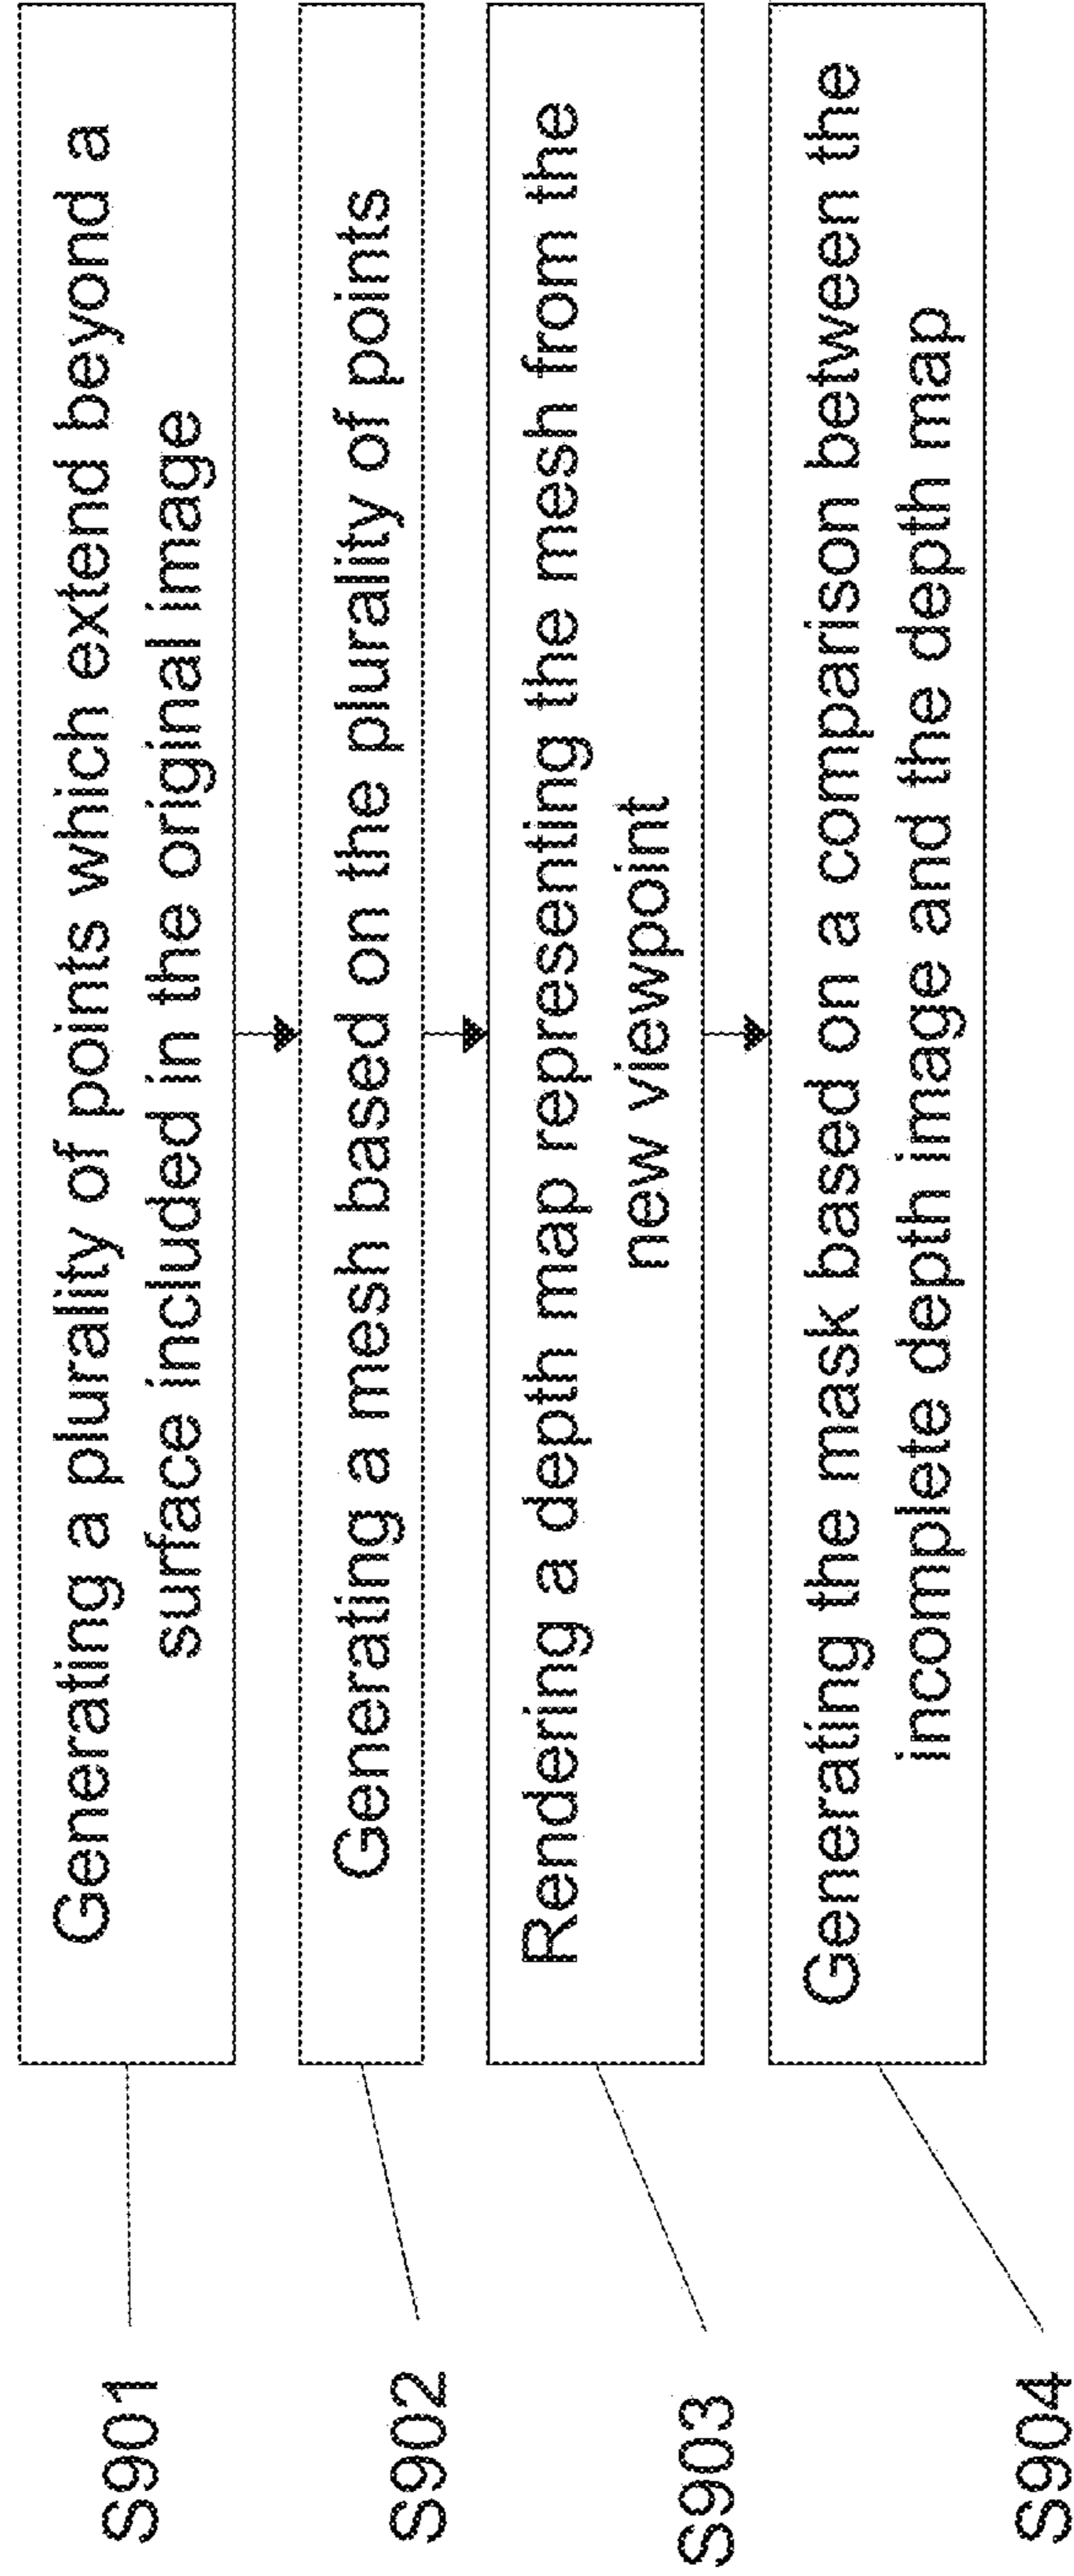 S901
Generating a plurality of points which extend beyond a
surface included in the original image
S902
Generating a mesh based on the plurality of points
S903
Rendering a depth map representing the mesh from the
new viewpoint
S904
Generating the mask based on a comparison between the
incomplete depth image and the depth map